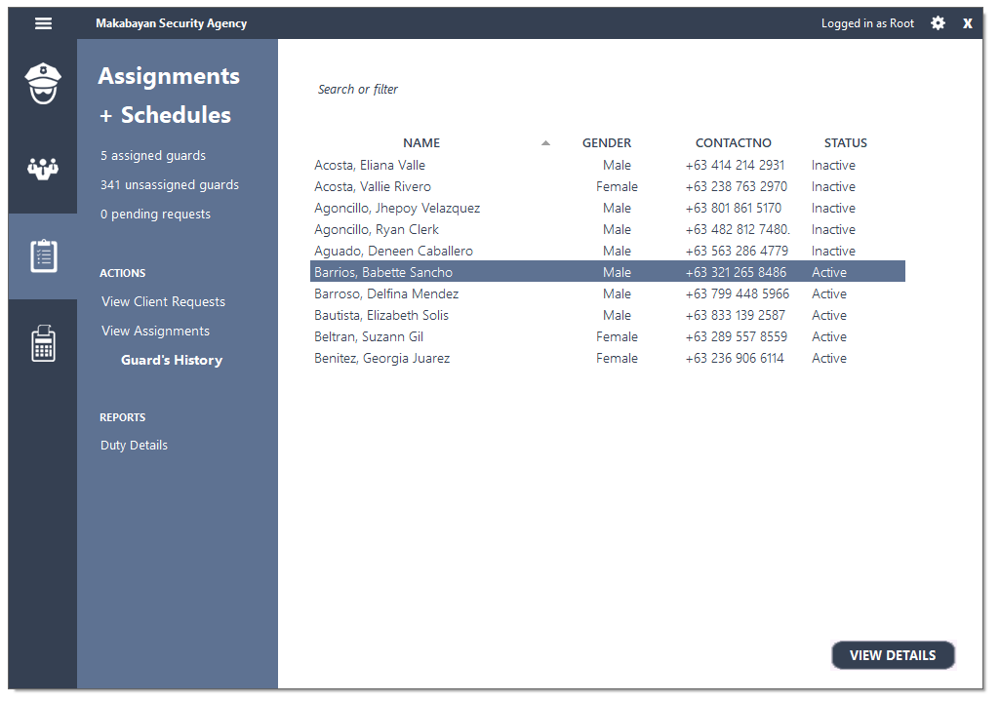 Makabayan Security Agency
Logged in as Root
X
Assignments
+ Schedules
5 assigned guards
341 unassigned guards
0 pending requests
ACTIONS
View Client Requests
View Assignments
Guard's History
REPORTS
Duty Details
Search or filter
NAME GENDER CONTACTNO STATUS
Acosta, Eliana Valle Male +63 414 214 2931 Inactive
Acosta, Vallie Rivero Female +63 238 763 2970 Inactive
Agoncillo, Jhepoy Velazquez Male +63 801 861 5170 Inactive
Agoncillo, Ryan Clerk Male +63 482 812 7480. Inactive
Aguado, Deneen Caballero Male +63 563 286 4779 Inactive
Barrios, Babette Sancho Male +63 321 265 8486 Active
Barroso, Delfina Mendez Male +63 799 448 5966 Active
Bautista, Elizabeth Solis Male +63 833 139 2587 Active
Beltran, Suzann Gil Female +63 289 557 8559 Active
Benitez, Georgia Juarez Female +63 236 906 6114 Active
VIEW DETAILS